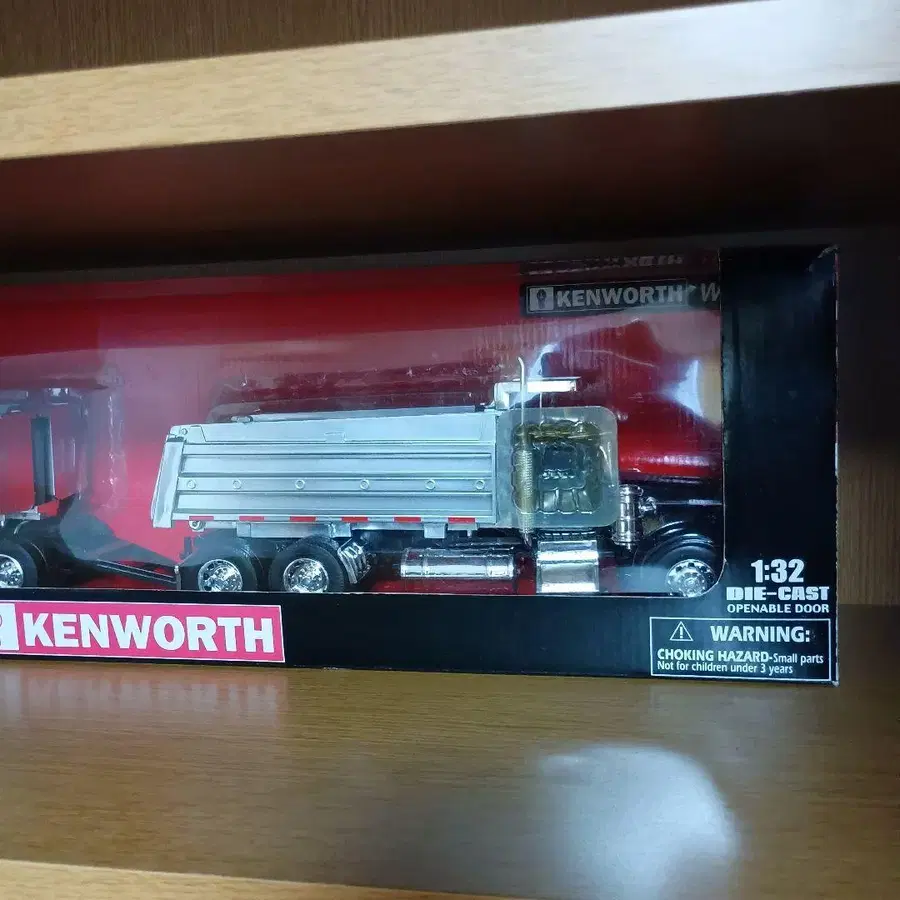 KENWORTH W
KENWORTH
1:32
DIE-CAST
OPENABLE DOOR
WARNING:
CHOKING HAZARD-Small parts
Not for children under 3 years